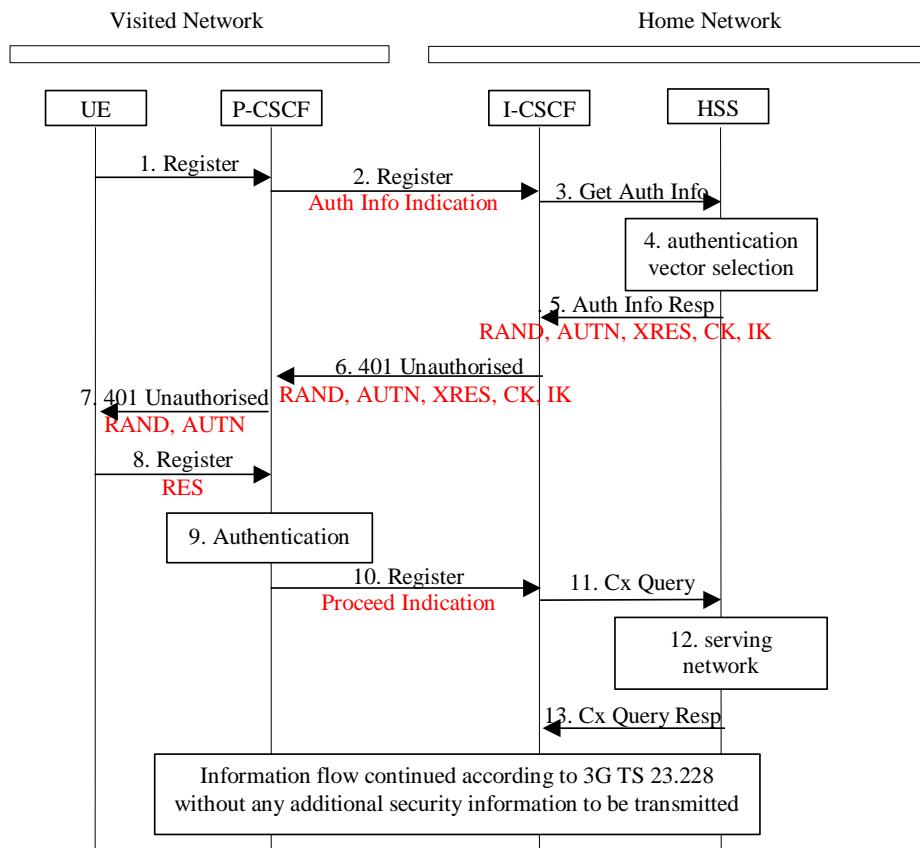 Visited Network
Home Network
UE
P-CSCF
I-CSCF
HSS
1. Register
2. Register
Auth Info Indication
3. Get Auth Info
4. authentication
vector selection
. 5. Auth Info Resp
RAND, AUTN, XRES, CK, IK
6. 401 Unauthorised
RAND, AUTN, XRES, CK, IK
7. 401 Unauthorised
RAND, AUTN
8. Register
RES
9. Authentication
10. Register
Proceed Indication
11. Cx Query
12. serving
network
13. Cx Query Resp
Information flow continued according to 3G TS 23.228
without any additional security information to be transmitted